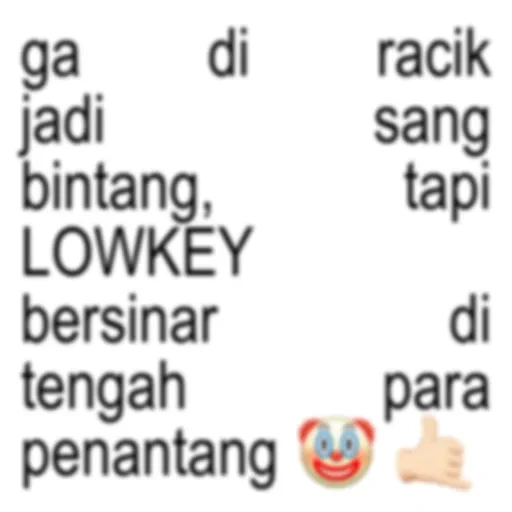 ga di racik
jadi sang
bintang, tapi
LOWKEY
bersinar di
tengah para
penantang 🤡 🤙🏻